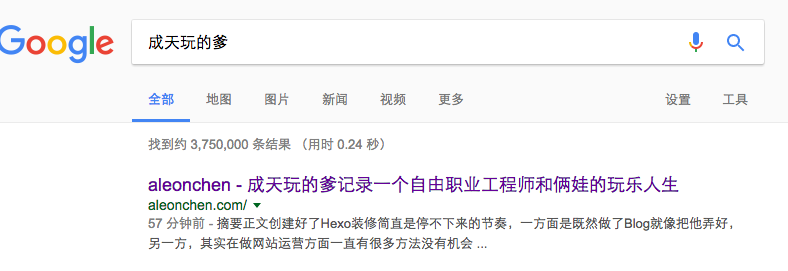 Google
成天玩的爹
全部 地图 图片 新闻 视频 更多 设置 工具
找到约 3,750,000 条结果 （用时 0.24 秒）
aleonchen - 成天玩的爹记录一个自由职业工程师和俩娃的玩乐人生
aleonchen.com/
57 分钟前 - 摘要正文创建好了Hexo装修简直是停不下来的节奏，一方面是既然做了Blog就像把他弄好，
另一方，其实在做网站运营方面一直有很多方法没有机会 ...